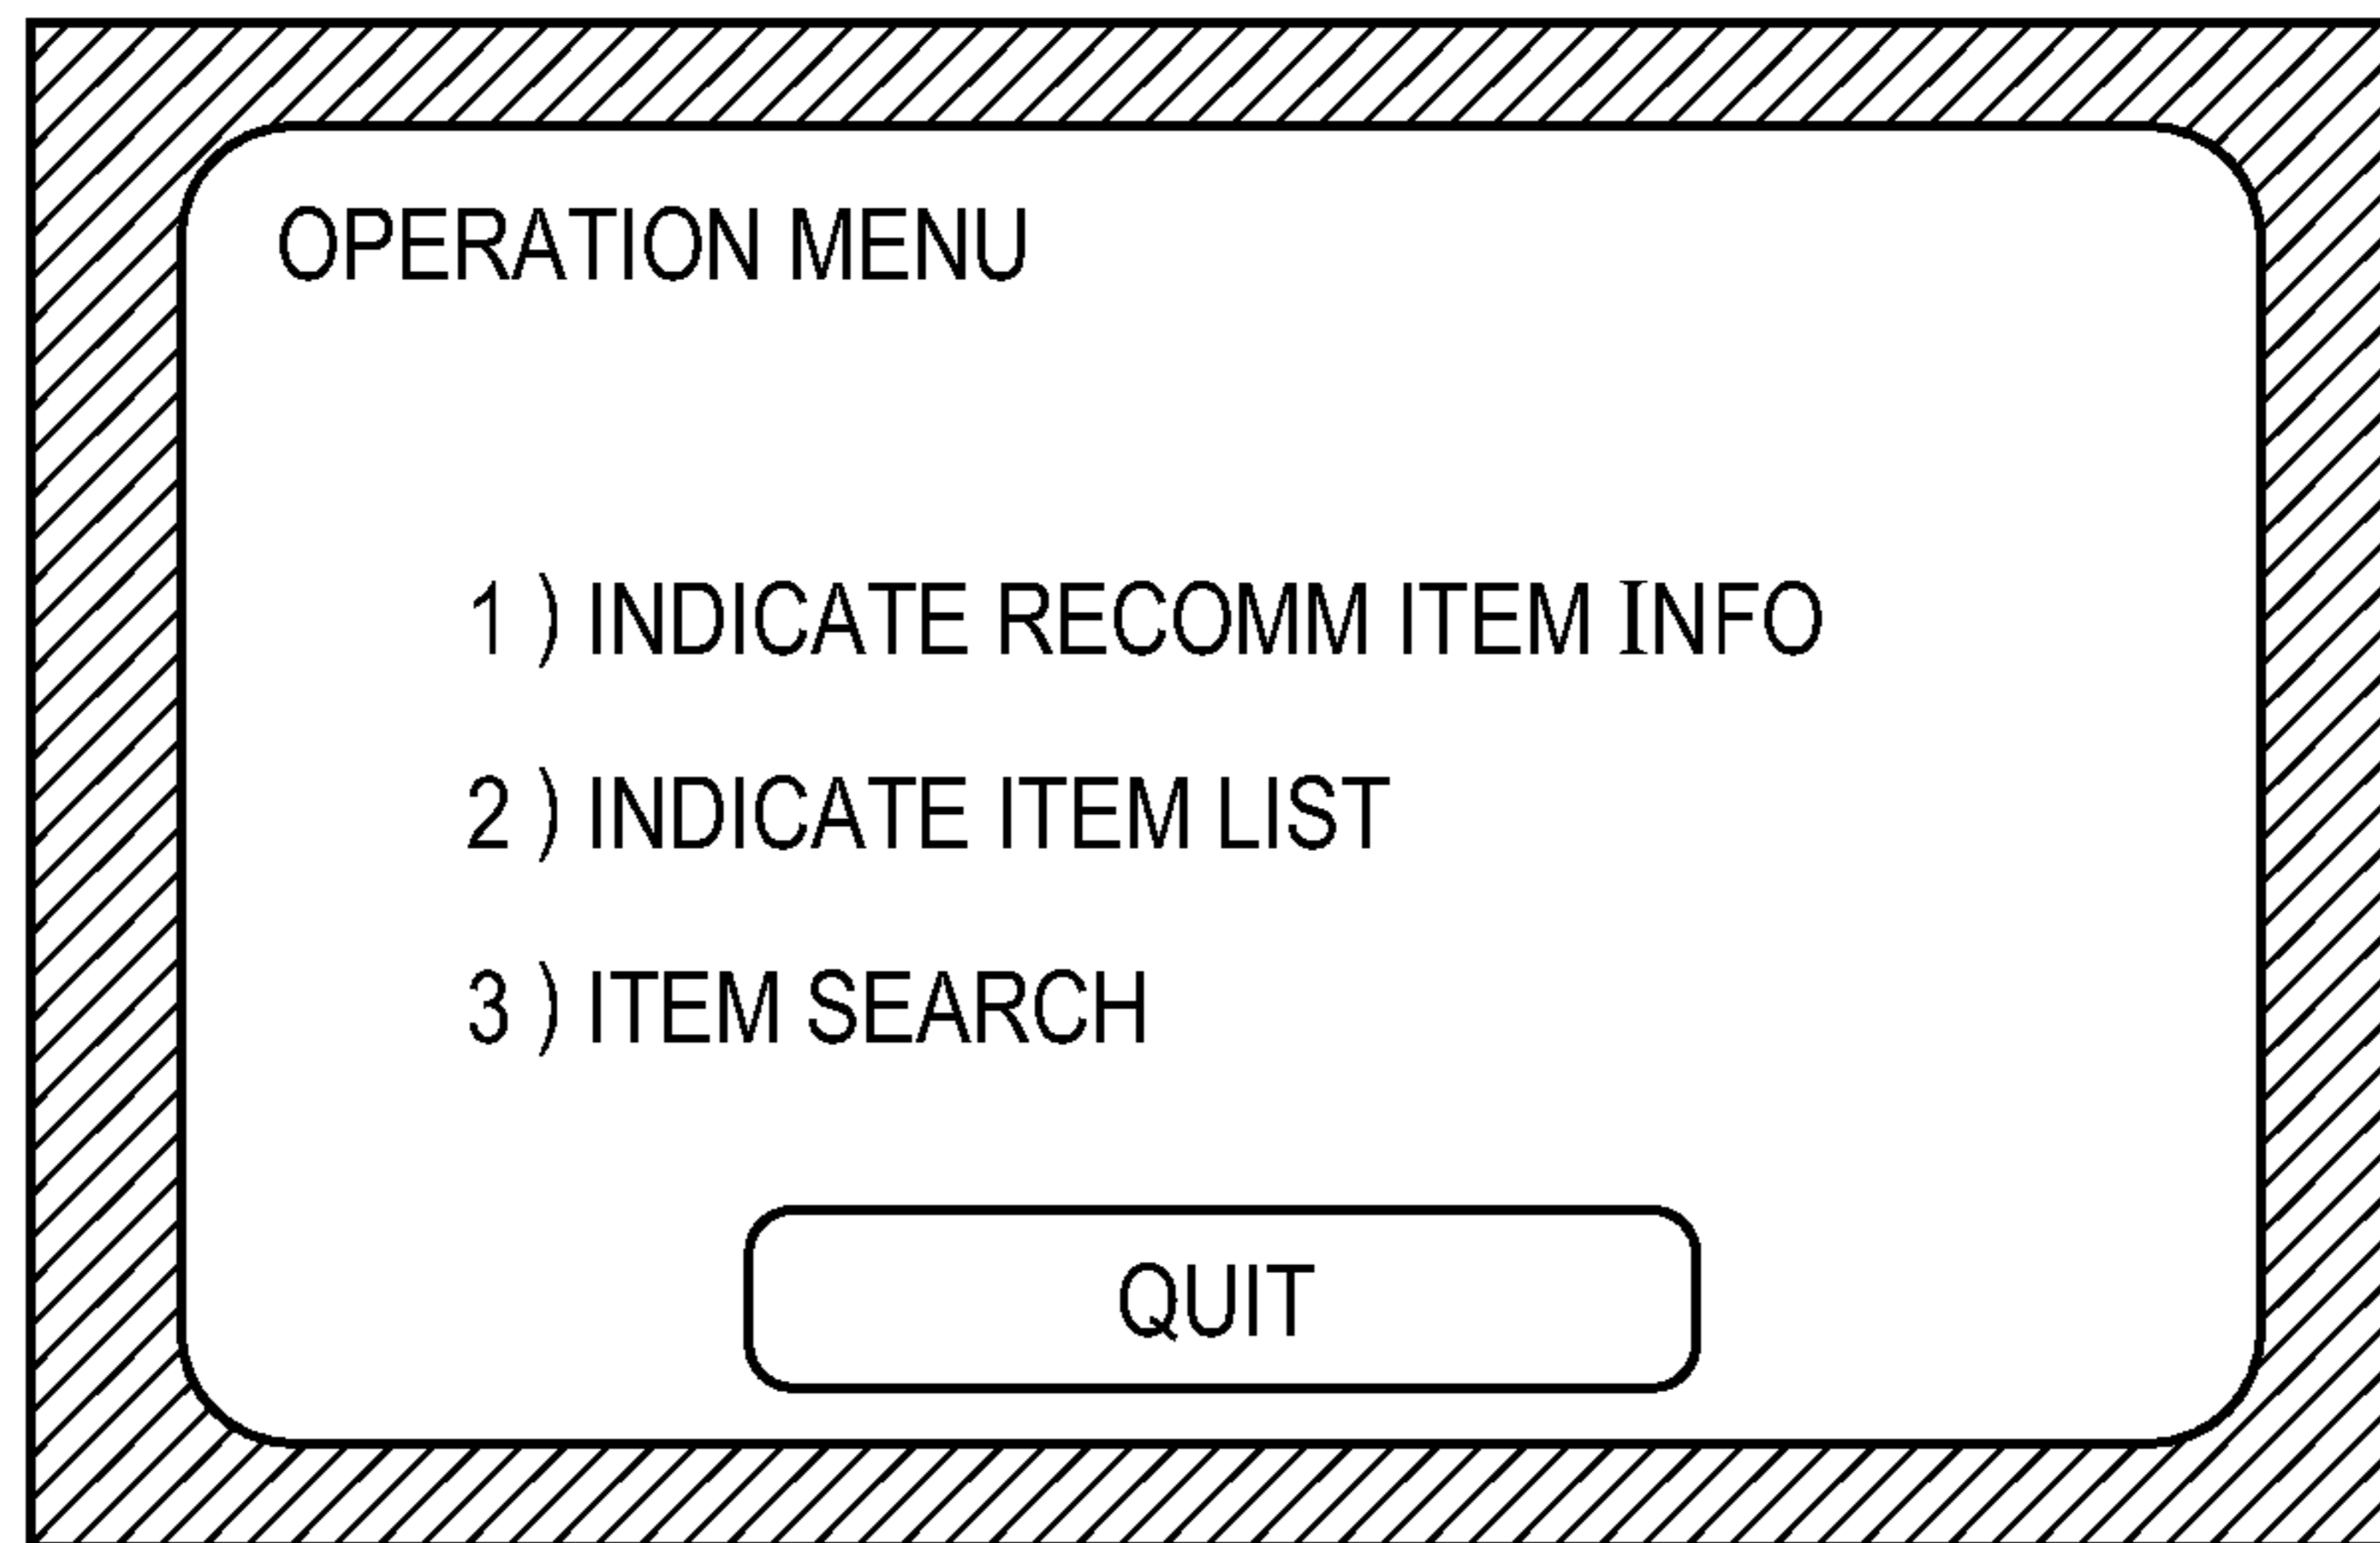 OPERATION MENU
1 ) INDICATE RECOMM ITEM INFO
2 ) INDICATE ITEM LIST
3 ) ITEM SEARCH
QUIT